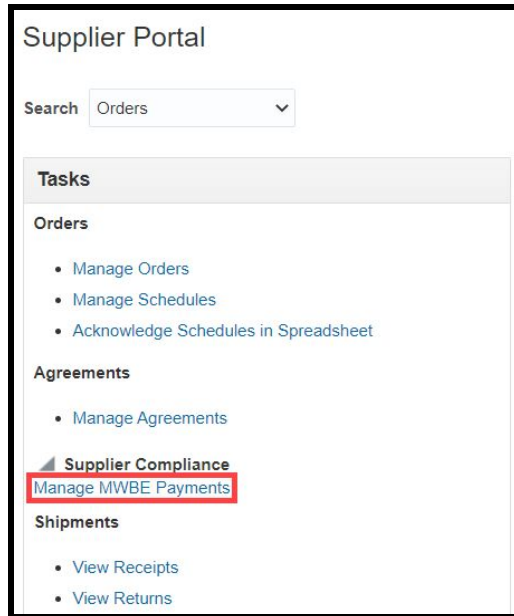 Supplier Portal
Search Orders
Tasks
Orders
Manage Orders
Manage Schedules
Acknowledge Schedules in Spreadsheet
Agreements
Manage Agreements
Supplier Compliance
Manage MWBE Payments
Shipments
View Receipts
View Returns